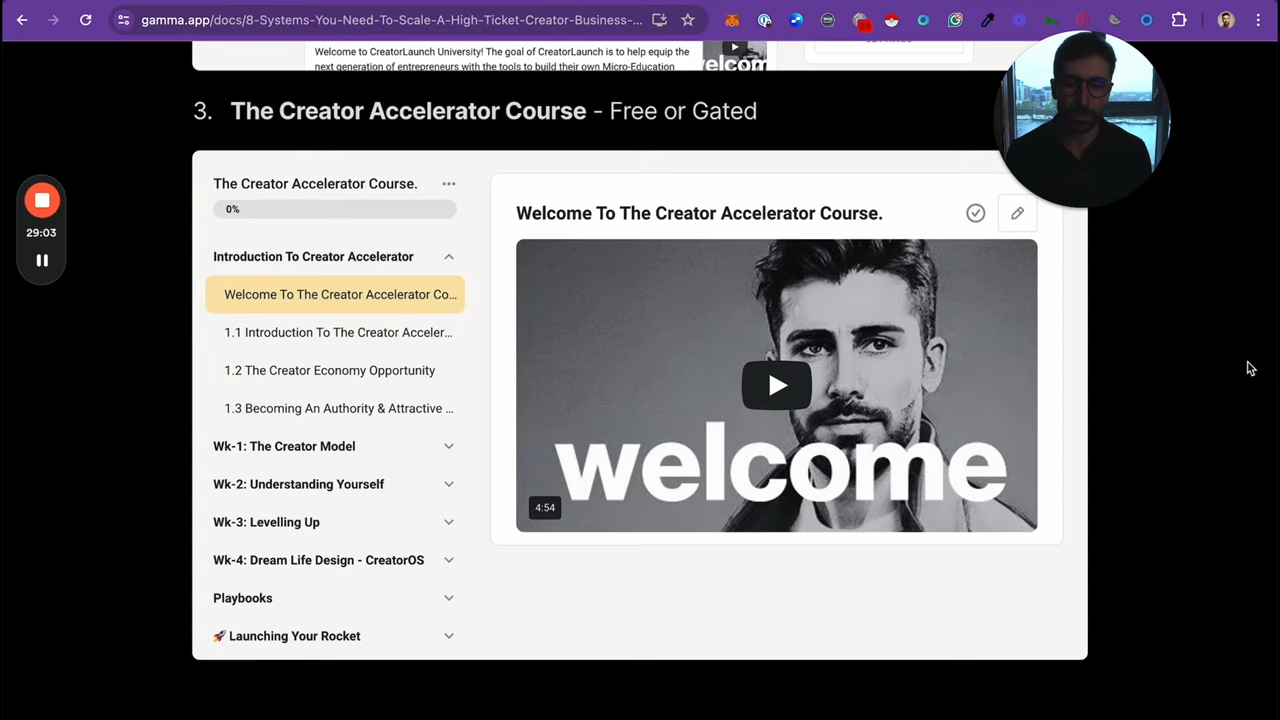 gamma.app/docs/8-Systems-You-Need-To-Scale-A-High-Ticket-Creator-Business-...
Welcome to CreatorLaunch University! The goal of CreatorLaunch is to help equip the
next generation of entrepreneurs with the tools to build their own Micro-Education
welcom
3. The Creator Accelerator Course - Free or Gated
29:03
The Creator Accelerator Course.
0%
Introduction To Creator Accelerator
Welcome To The Creator Accelerator Co...
1.1 Introduction To The Creator Acceler...
1.2 The Creator Economy Opportunity
1.3 Becoming An Authority & Attractive ...
Wk-1: The Creator Model
Wk-2: Understanding Yourself
Wk-3: Levelling Up
Wk-4: Dream Life Design - CreatorOS
Playbooks
🚀 Launching Your Rocket
Welcome To The Creator Accelerator Course.
welcome
4:54